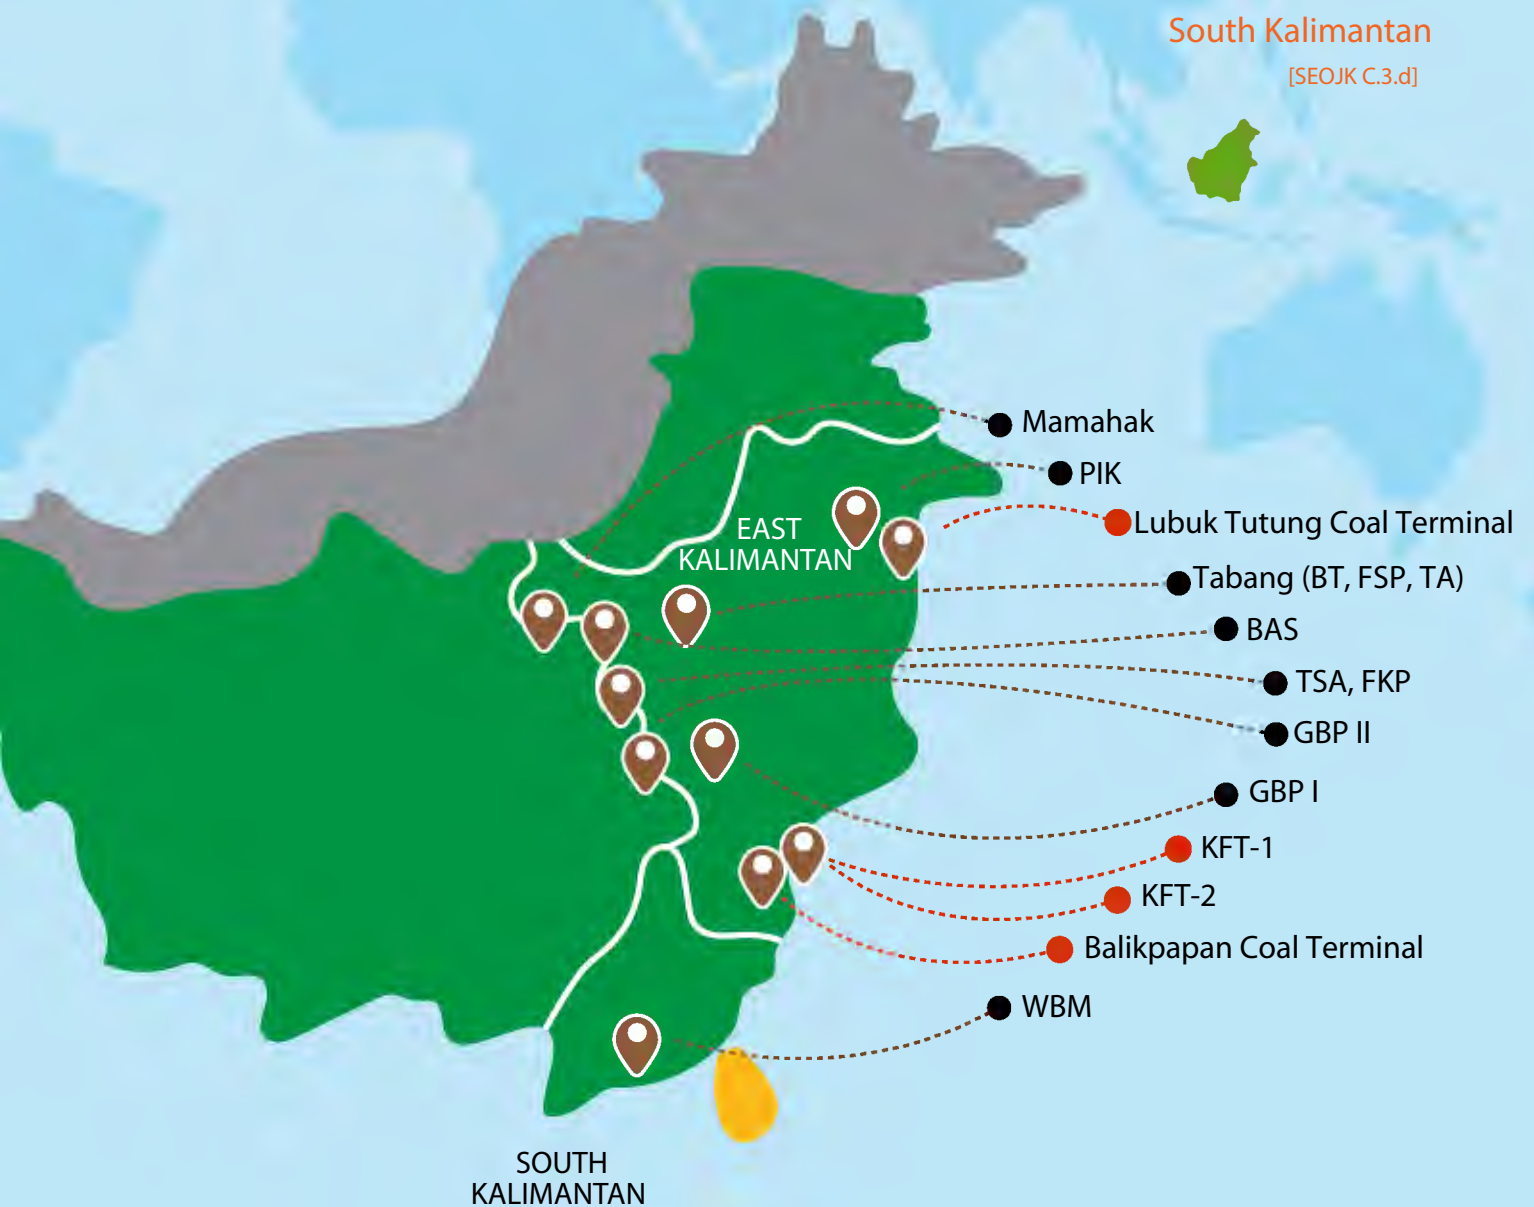 South Kalimantan
[SEOJK C.3.d]
Mamahak
PIK
Lubuk Tutung Coal Terminal
EAST
KALIMANTAN
Tabang (BT, FSP, TA)
BAS
TSA, FKP
GBP II
GBP I
KFT-1
KFT-2
Balikpapan Coal Terminal
WBM
SOUTH
KALIMANTAN